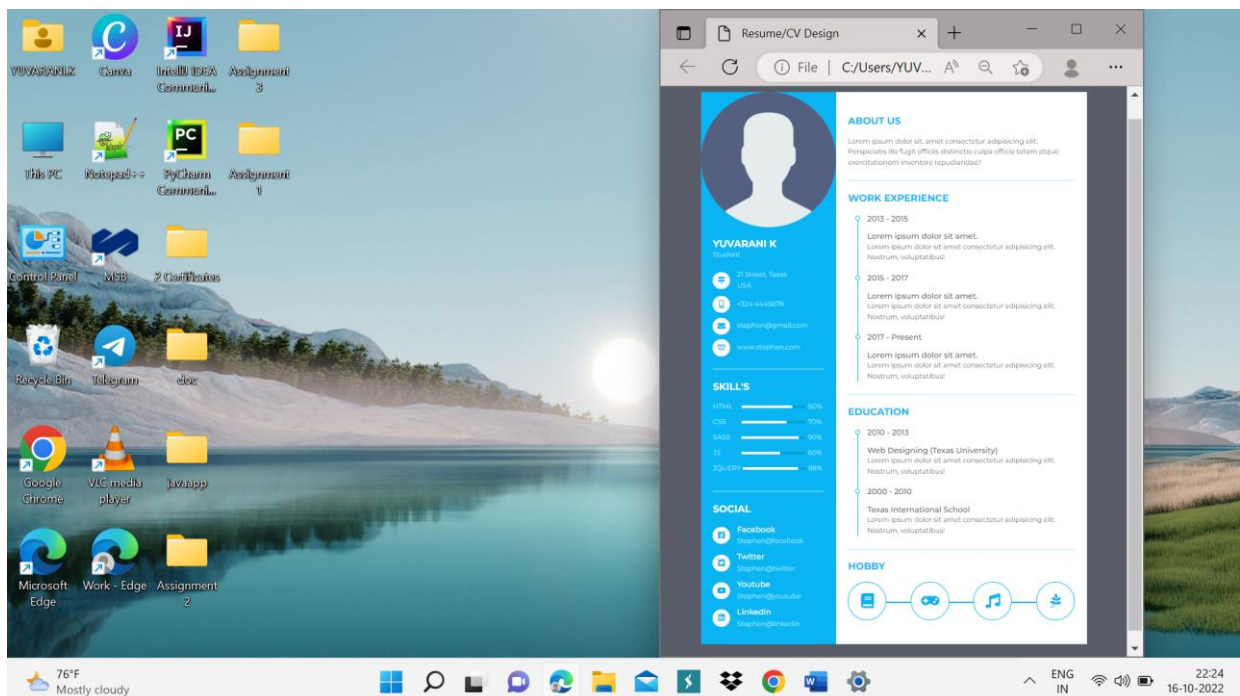 YUVARANI.K
Canva
IntelliJ IDEA
Communi...
Assignment
3
This PC
Notepad++
PyCharm
Communi...
Assignment
1
Control Panel
MSB
2 Certificates
Recycle Bin
Telegram
doc
Google
Chrome
VLC media
player
javaapp
Microsoft
Edge
Work - Edge
Assignment
2
Resume/CV Design
File | C:/Users/YUV...
YUVARANI K
Student
21 Street, Texas
USA
+324 4445678
stephen@gmail.com
www.stephen.com
SKILL'S
HTML 80%
CSS 70%
SASS 90%
JS 60%
JQUERY 88%
SOCIAL
Facebook
Stephen@facebook
Twitter
Stephen@twitter
Youtube
Stephen@youtube
Linkedin
Stephen@linkedin
ABOUT US
Lorem ipsum dolor sit, amet consectetur adipisicing elit.
Perspiciatis illo fugit officiis distinctio culpa officia totam atque
exercitationem inventore repudiandae?
WORK EXPERIENCE
2013 - 2015
Lorem ipsum dolor sit amet.
Lorem ipsum dolor sit amet consectetur adipisicing elit.
Nostrum, voluptatibus!
2015 - 2017
Lorem ipsum dolor sit amet.
Lorem ipsum dolor sit amet consectetur adipisicing elit.
Nostrum, voluptatibus!
2017 - Present
Lorem ipsum dolor sit amet.
Lorem ipsum dolor sit amet consectetur adipisicing elit.
Nostrum, voluptatibus!
EDUCATION
2010 - 2013
Web Designing (Texas University)
Lorem ipsum dolor sit amet consectetur adipisicing elit.
Nostrum, voluptatibus!
2000 - 2010
Texas International School
Lorem ipsum dolor sit amet consectetur adipisicing elit.
Nostrum, voluptatibus!
HOBBY
76°F
Mostly cloudy
ENG
IN
22:24
16-10-2022